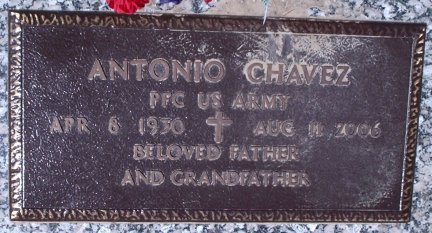 ANTONIO CHAVEZ
PFC US ARMY
APR 6 1930 AUG 11 2006
BELOVED FATHER
AND GRANDFATHER